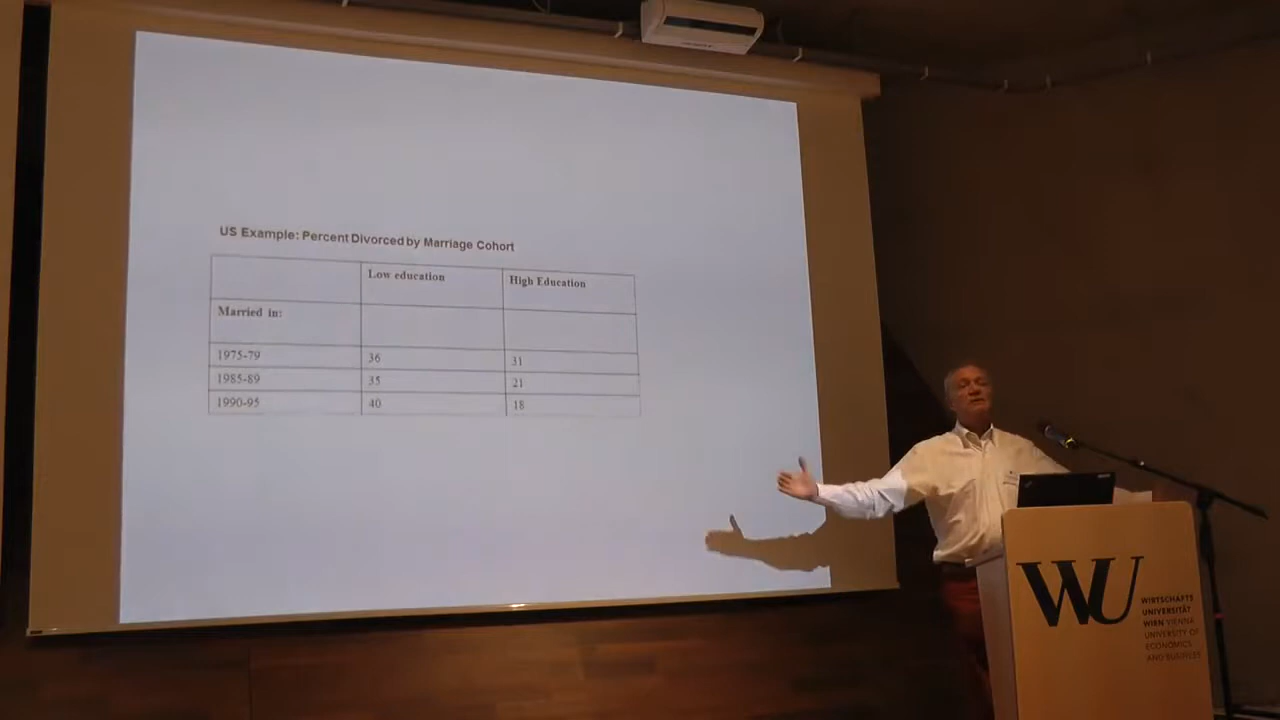 US Example: Percent Divorced by Marriage Cohort
Low education High Education
Married in:
1975-79 36 31
1985-89 35 21
1990-95 40 18
WU
WIRTSCHAFTS
UNIVERSITÄT
WIEN VIENNA
UNIVERSITY OF
ECONOMICS
AND BUSINESS